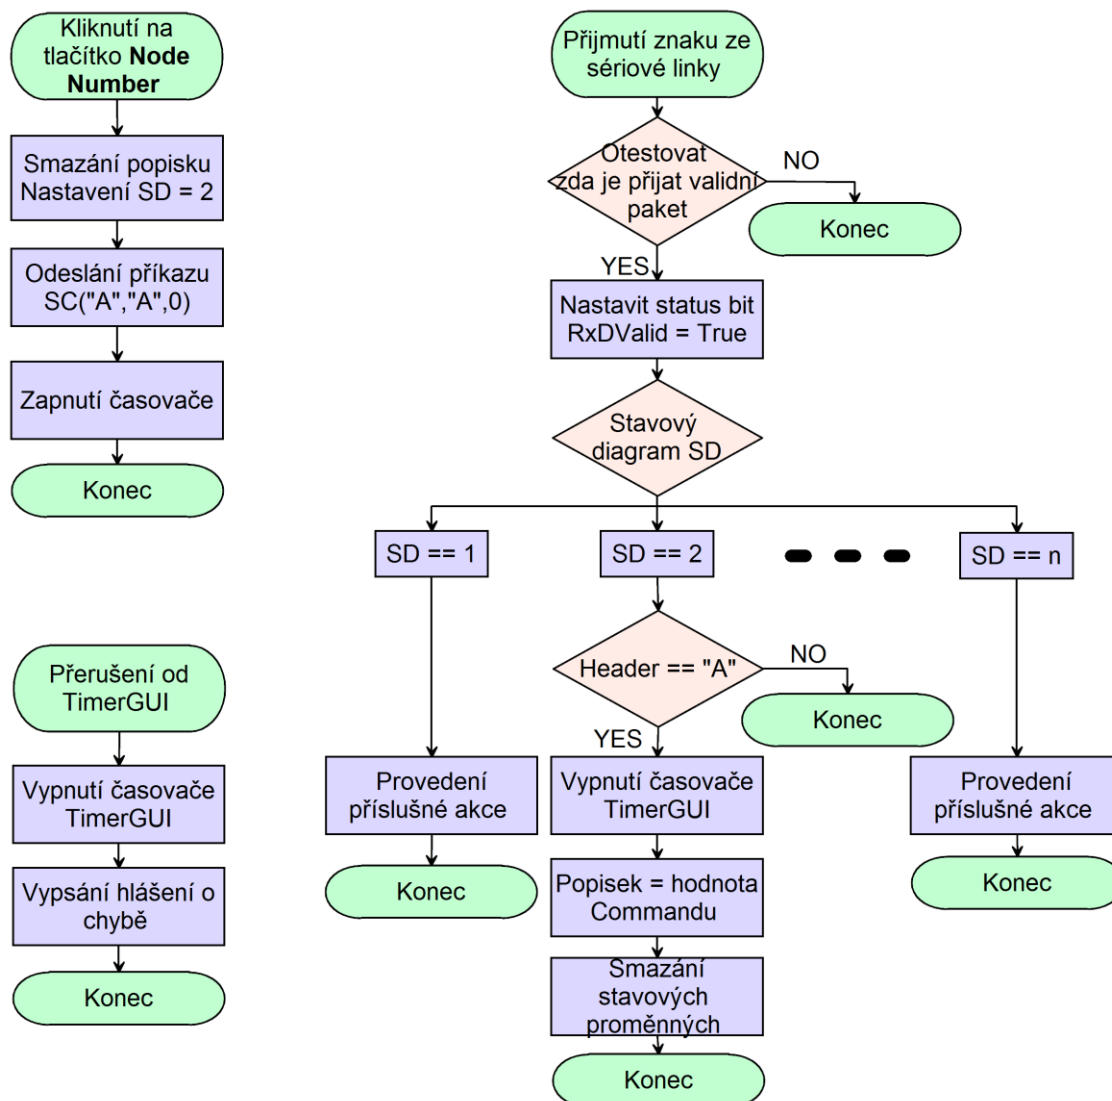 Kliknutí na
tlačítko Node
Number
Smazání popisku
Nastavení SD = 2
Odeslání příkazu
SC("A","A",0)
Zapnutí časovače
Konec
Přerušení od
TimerGUI
Vypnutí časovače
TimerGUI
Vypsání hlášení o
chybě
Konec
Přijmutí znaku ze
sériové linky
Otestovat
zda je přijat validní
paket
NO
Konec
YES
Nastavit status bit
RxDValid = True
Stavový
diagram SD
SD == 1
SD == 2
SD == n
Header == "A"
NO
Konec
YES
Provedení
příslušné akce
Konec
Vypnutí časovače
TimerGUI
Popisek = hodnota
Commandu
Smazání
stavových
proměnných
Konec
Provedení
příslušné akce
Konec